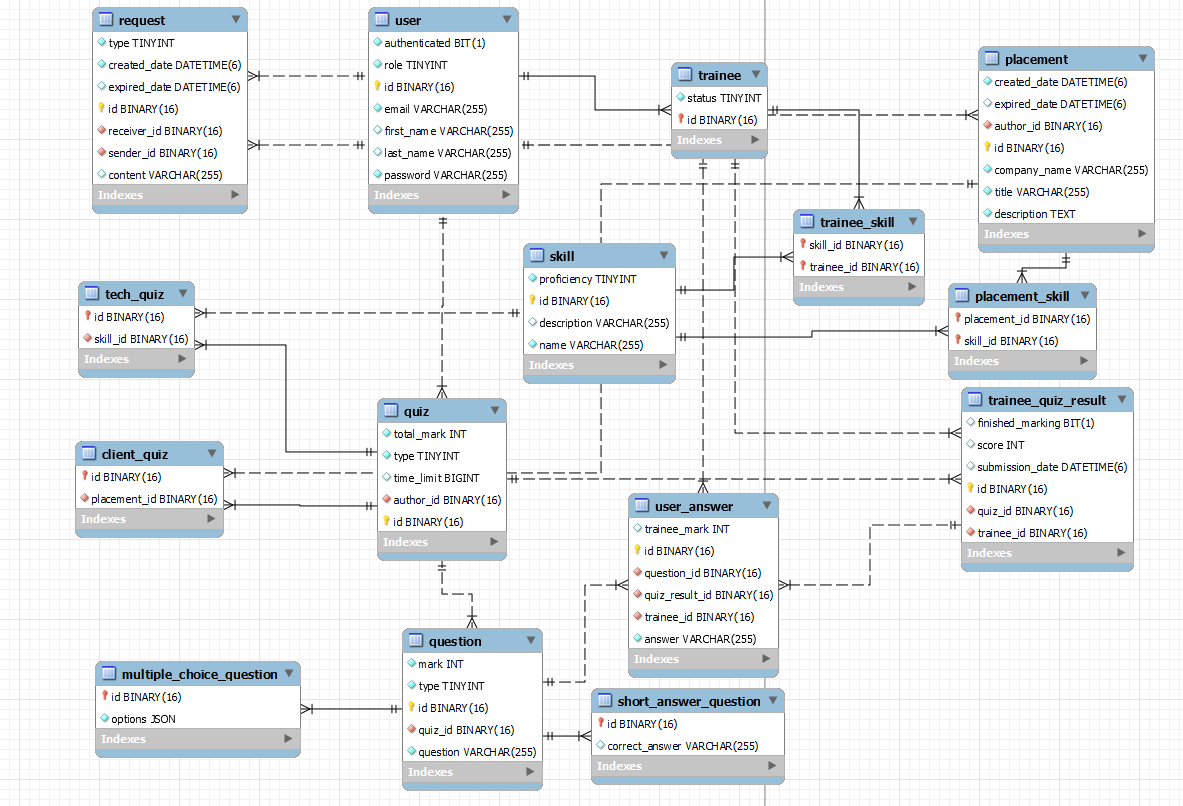 request
type TINYINT
created_date DATETIME(6)
expired_date DATETIME(6)
id BINARY(16)
receiver_id BINARY(16)
sender_id BINARY(16)
content VARCHAR(255)
Indexes
user
authenticated BIT(1)
role TINYINT
id BINARY(16)
email VARCHAR(255)
first_name VARCHAR(255)
last_name VARCHAR(255)
password VARCHAR(255)
Indexes
trainee
status TINYINT
id BINARY(16)
Indexes
placement
created_date DATETIME(6)
expired_date DATETIME(6)
author_id BINARY(16)
id BINARY(16)
company_name VARCHAR(255)
title VARCHAR(255)
description TEXT
Indexes
trainee_skill
skill_id BINARY(16)
trainee_id BINARY(16)
Indexes
skill
proficiency TINYINT
id BINARY(16)
description VARCHAR(255)
name VARCHAR(255)
Indexes
tech_quiz
id BINARY(16)
skill_id BINARY(16)
Indexes
placement_skill
placement_id BINARY(16)
skill_id BINARY(16)
Indexes
trainee_quiz_result
finished_marking BIT(1)
score INT
submission_date DATETIME(6)
id BINARY(16)
quiz_id BINARY(16)
trainee_id BINARY(16)
Indexes
quiz
total_mark INT
type TINYINT
time_limit BIGINT
author_id BINARY(16)
id BINARY(16)
Indexes
client_quiz
id BINARY(16)
placement_id BINARY(16)
Indexes
user_answer
trainee_mark INT
id BINARY(16)
question_id BINARY(16)
quiz_result_id BINARY(16)
trainee_id BINARY(16)
answer VARCHAR(255)
Indexes
question
mark INT
type TINYINT
id BINARY(16)
quiz_id BINARY(16)
question VARCHAR(255)
Indexes
multiple_choice_question
id BINARY(16)
options JSON
Indexes
short_answer_question
id BINARY(16)
correct_answer VARCHAR(255)
Indexes